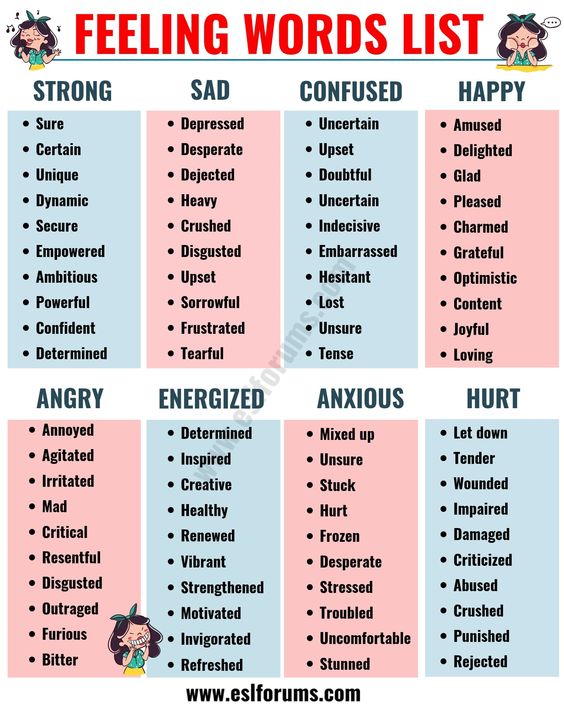 FEELING WORDS LIST
STRONG
Sure
Certain
Unique
Dynamic
Secure
Empowered
Ambitious
Powerful
Confident
Determined
SAD
Depressed
Desperate
Dejected
Heavy
Crushed
Disgusted
Upset
Sorrowful
Frustrated
Tearful
CONFUSED
Uncertain
Upset
Doubtful
Uncertain
Indecisive
Embarrassed
Hesitant
Lost
Unsure
Tense
HAPPY
Amused
Delighted
Glad
Pleased
Charmed
Grateful
Optimistic
Content
Joyful
Loving
ANGRY
Annoyed
Agitated
Irritated
Mad
Critical
Resentful
Disgusted
Outraged
Furious
Bitter
ENERGIZED
Determined
Inspired
Creative
Healthy
Renewed
Vibrant
Strengthened
Motivated
Invigorated
Refreshed
ANXIOUS
Mixed up
Unsure
Stuck
Hurt
Frozen
Desperate
Stressed
Troubled
Uncomfortable
Stunned
HURT
Let down
Tender
Wounded
Impaired
Damaged
Criticized
Abused
Crushed
Punished
Rejected
www.eslforums.com
www.eslforums.com